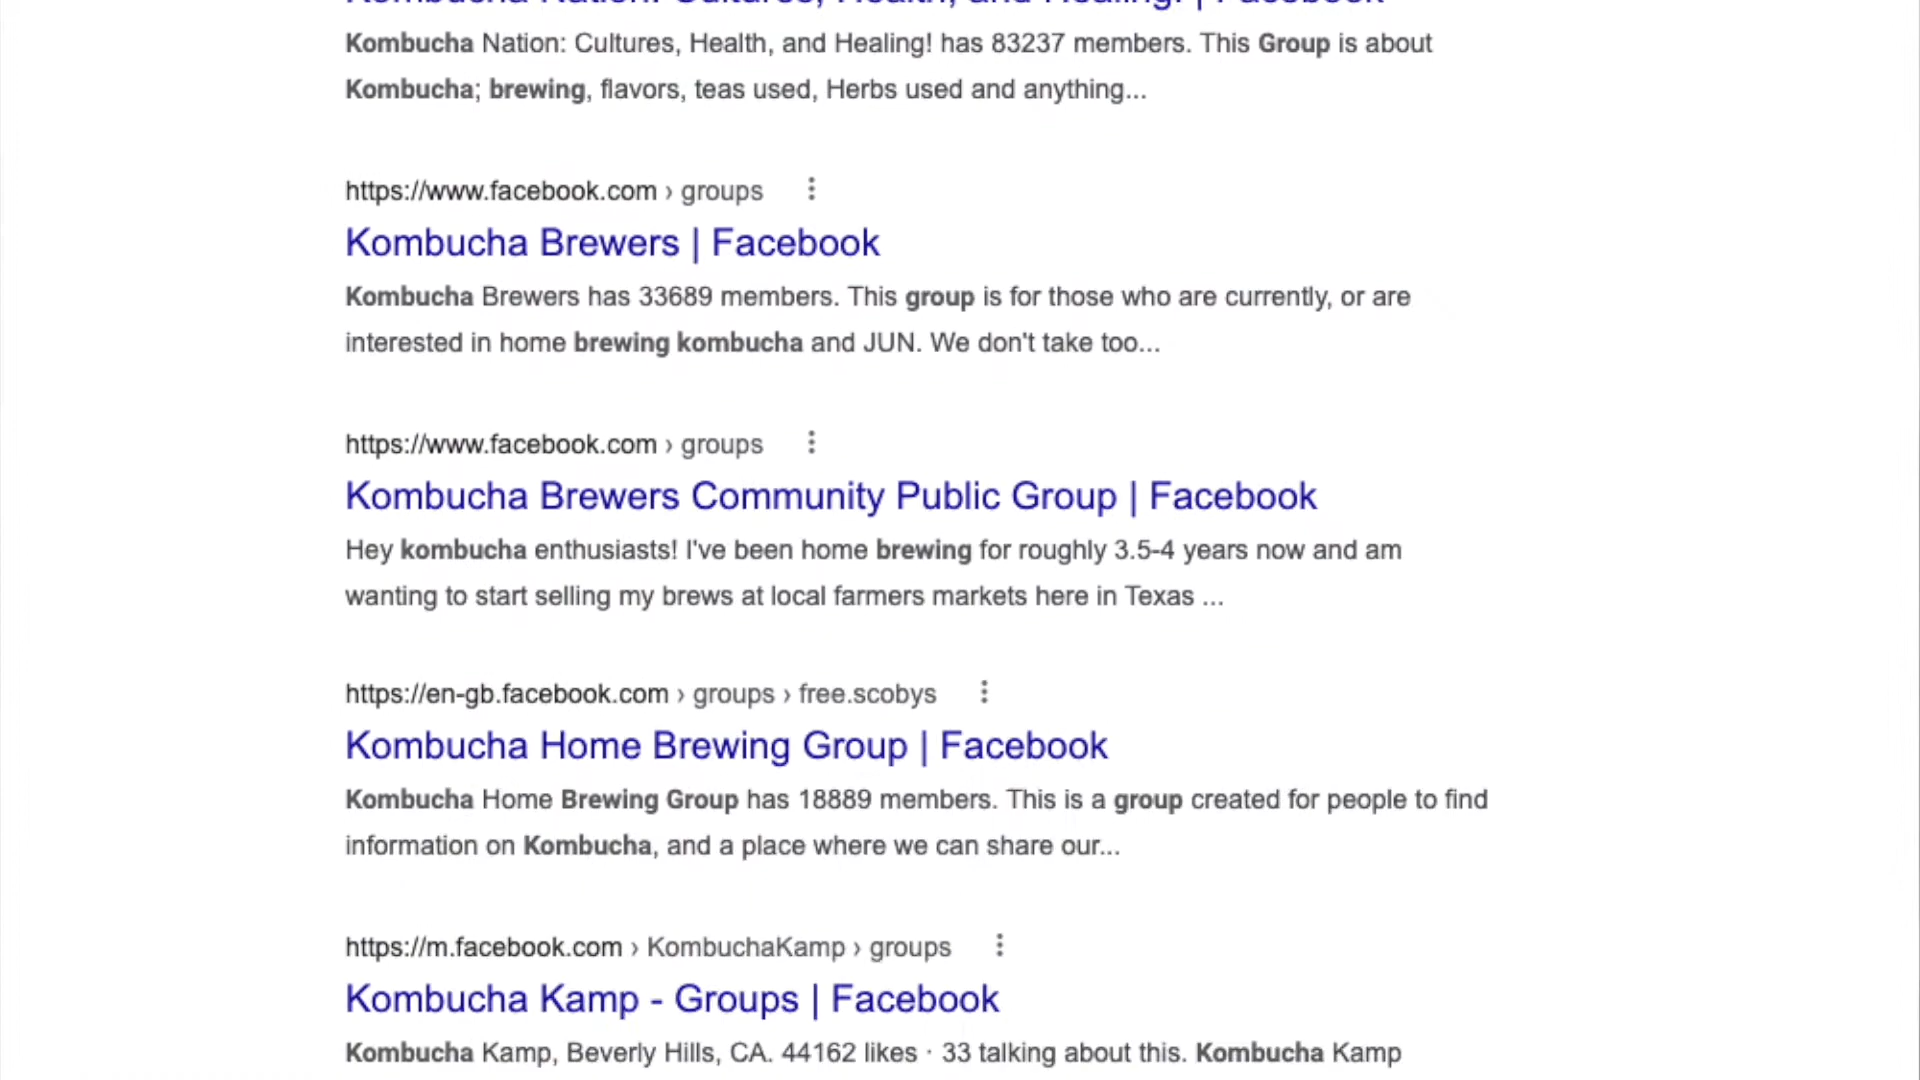 Kombucha Nation: Cultures, Health, and Healing! | Facebook
Kombucha Nation: Cultures, Health, and Healing! has 83237 members. This Group is about
Kombucha; brewing, flavors, teas used, Herbs used and anything...
https://www.facebook.com › groups
Kombucha Brewers | Facebook
Kombucha Brewers has 33689 members. This group is for those who are currently, or are
interested in home brewing kombucha and JUN. We don't take too...
https://www.facebook.com › groups
Kombucha Brewers Community Public Group | Facebook
Hey kombucha enthusiasts! I've been home brewing for roughly 3.5-4 years now and am
wanting to start selling my brews at local farmers markets here in Texas ...
https://en-gb.facebook.com › groups › free.scobys
Kombucha Home Brewing Group | Facebook
Kombucha Home Brewing Group has 18889 members. This is a group created for people to find
information on Kombucha, and a place where we can share our...
https://m.facebook.com › KombuchaKamp › groups
Kombucha Kamp - Groups | Facebook
Kombucha Kamp, Beverly Hills, CA. 44162 likes · 33 talking about this. Kombucha Kamp